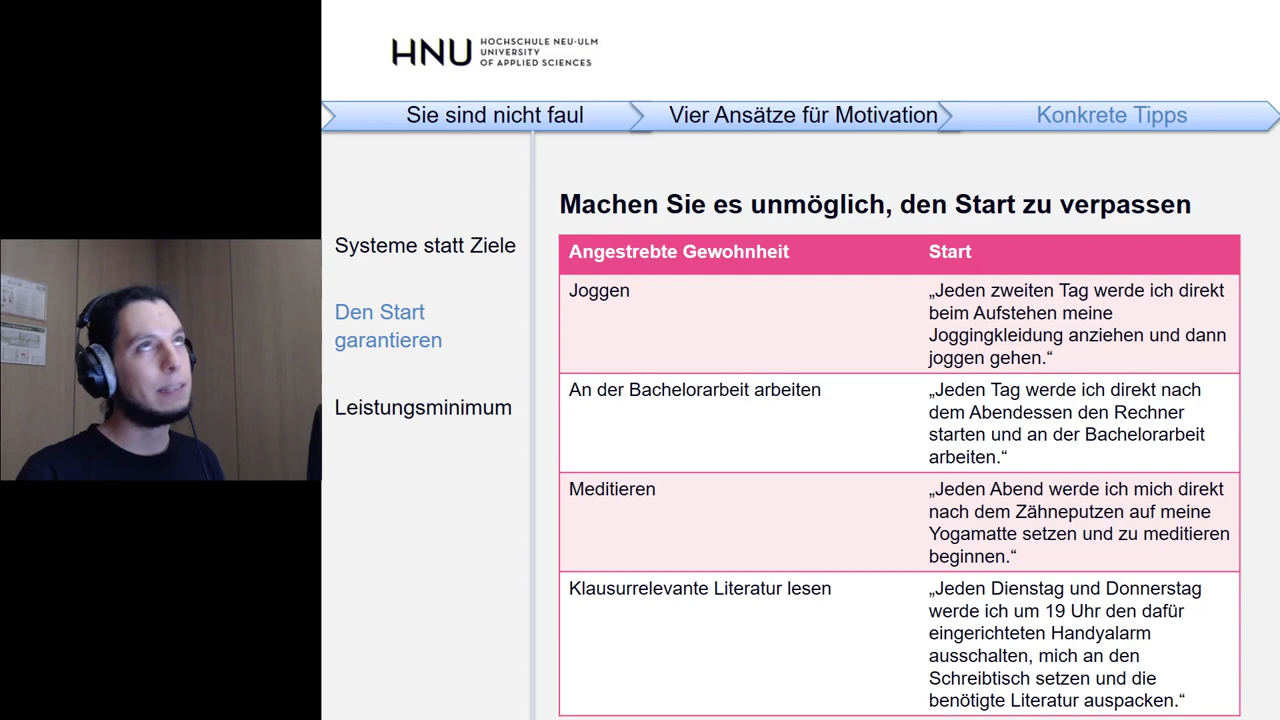 HNU
HOCHSCHULE NEU-ULM
UNIVERSITY
OF APPLIED SCIENCES
Sie sind nicht faul
Vier Ansätze für Motivation
Konkrete Tipps
Systeme statt Ziele
Den Start
garantieren
Leistungsminimum
Machen Sie es unmöglich, den Start zu verpassen
Angestrebte Gewohnheit
Start
Joggen
„Jeden zweiten Tag werde ich direkt
beim Aufstehen meine
Joggingkleidung anziehen und dann
joggen gehen.“
An der Bachelorarbeit arbeiten
„Jeden Tag werde ich direkt nach
dem Abendessen den Rechner
starten und an der Bachelorarbeit
arbeiten.“
Meditieren
„Jeden Abend werde ich mich direkt
nach dem Zähneputzen auf meine
Yogamatte setzen und zu meditieren
beginnen.“
Klausurrelevante Literatur lesen
„Jeden Dienstag und Donnerstag
werde ich um 19 Uhr den dafür
eingerichteten Handyalarm
ausschalten, mich an den
Schreibtisch setzen und die
benötigte Literatur auspacken.“